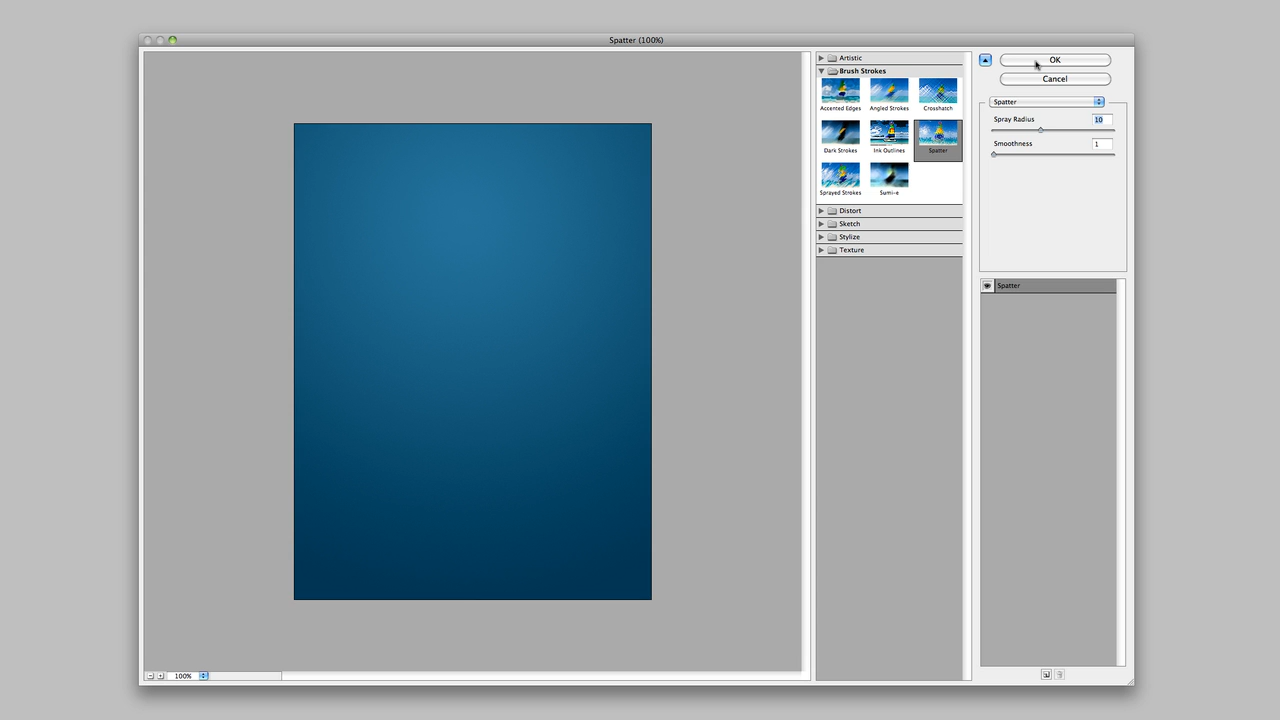 Spatter (100%)
Artistic
Brush Strokes
Accented Edges
Angled Strokes
Crosshatch
Dark Strokes
Ink Outlines
Spatter
Sprayed Strokes
Sumi-e
Distort
Sketch
Stylize
Texture
OK
Cancel
Spatter
Spray Radius 10
Smoothness 1
Spatter
100%